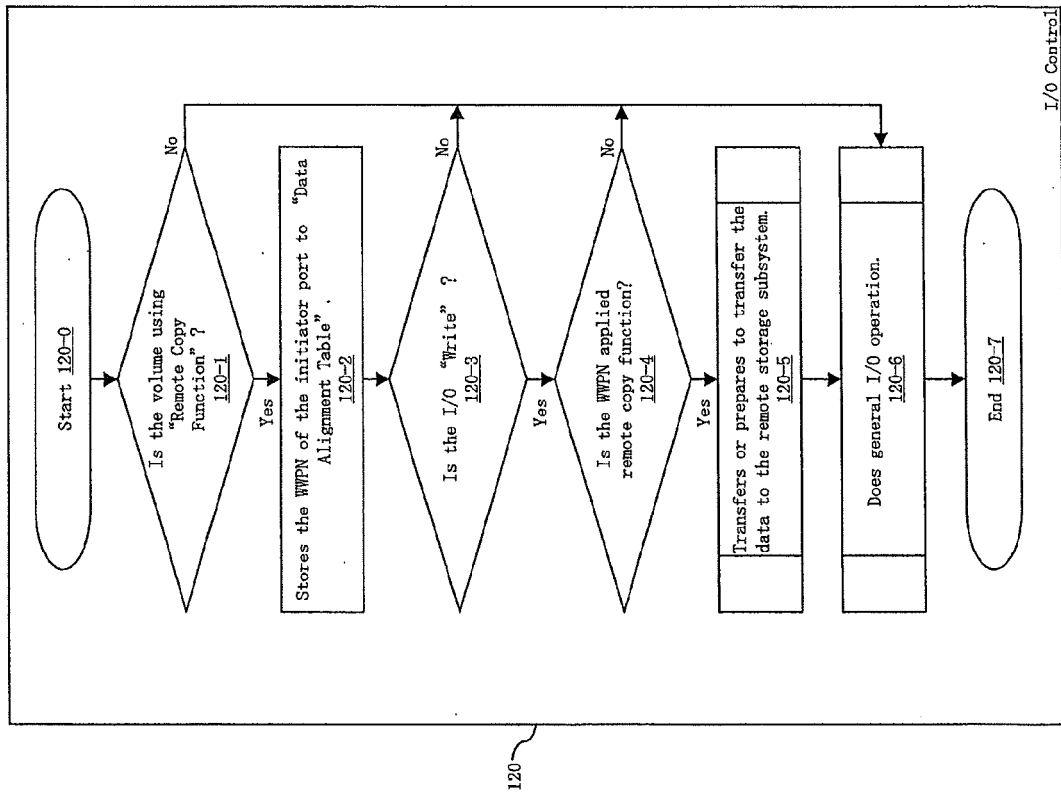 Start 120-0
Is the volume using
“Remote Copy
Function” ?
120-1
No
Yes
Stores the WWPN of the initiator port to “Data
Alignment Table”.
120-2
Is the I/O “Write” ?
120-3
No
Yes
Is the WWPN applied
remote copy function?
120-4
No
Yes
Transfers or prepares to transfer the
data to the remote storage subsystem.
120-5
Does general I/O operation.
120-6
End 120-7
I/O Control
120